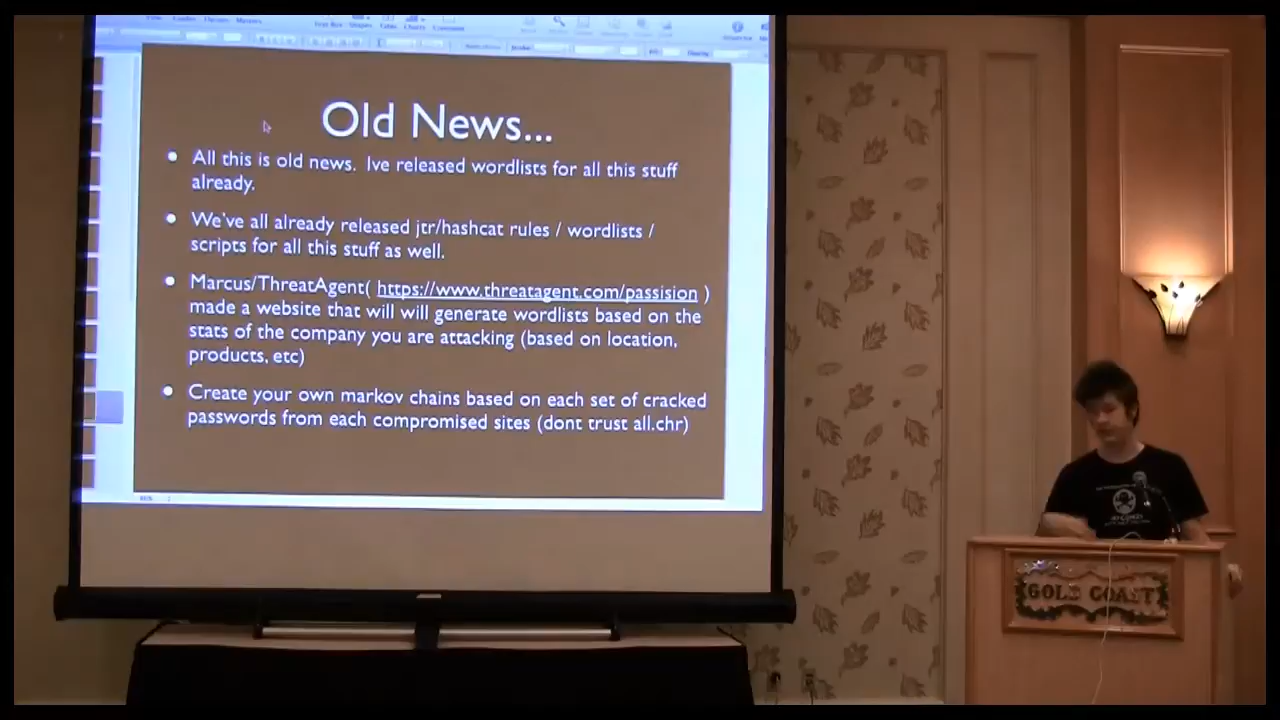 Old News...
All this is old news. Ive released wordlists for all this stuff
already.
We've all already released jtr/hashcat rules / wordlists /
scripts for all this stuff as well.
Marcus/ThreatAgent( https://www.threatagent.com/passision )
made a website that will will generate wordlists based on the
stats of the company you are attacking (based on location,
products, etc)
Create your own markov chains based on each set of cracked
passwords from each compromised sites (dont trust all.chr)
GOLD COAST